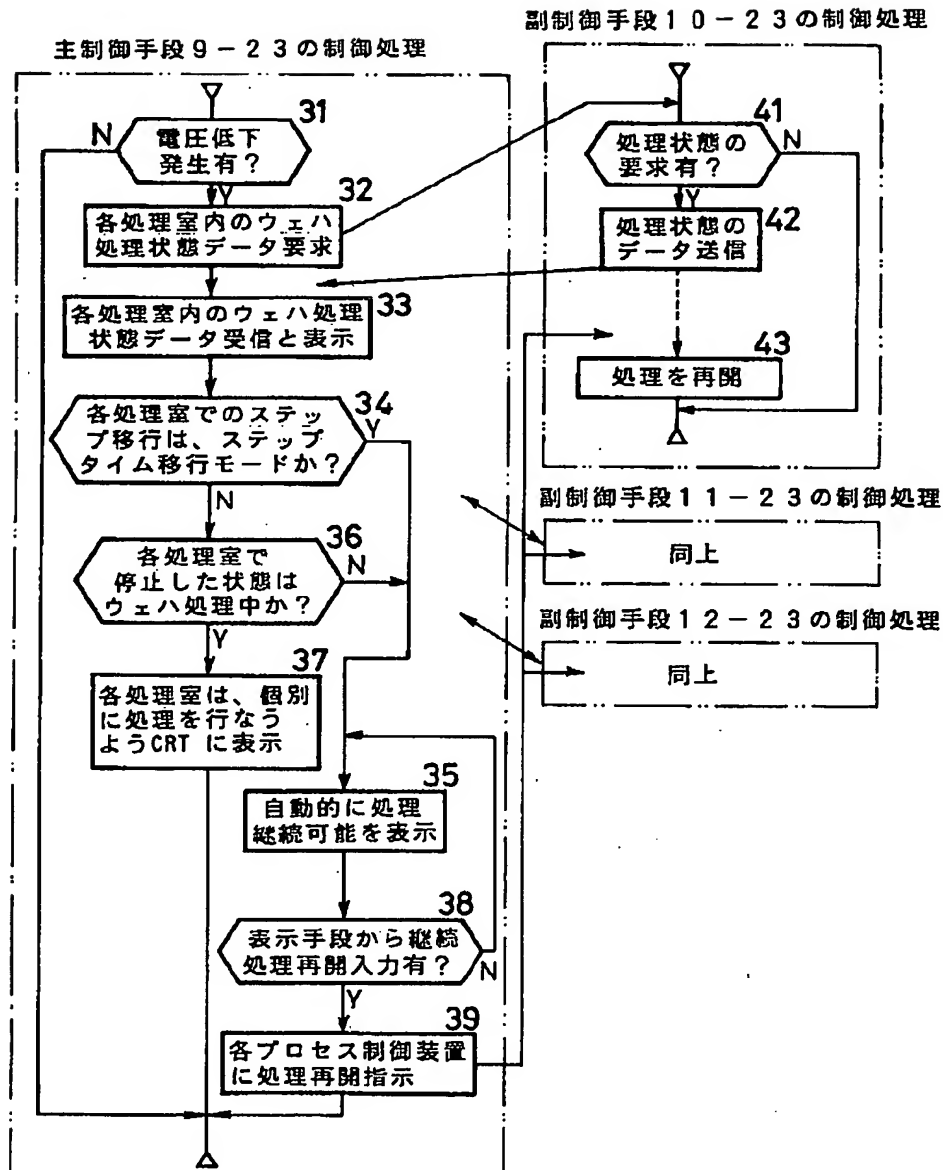 主制御手段9-23の制御処理
31
電圧低下
発生有?
N
Y
32
各処理室内のウェハ
処理状態データ要求
33
各処理室内のウェハ処理
状態データ受信と表示
34
各処理室でのステッ
プ移行は、ステップ
タイム移行モードか?
Y
N
36
各処理室で
停止した状態は
ウェハ処理中か?
N
Y
37
各処理室は、個別
に処理を行なう
ようCRTに表示
35
自動的に処理
継続可能を表示
38
表示手段から継続
処理再開入力有?
N
Y
39
各プロセス制御装置
に処理再開指示
副制御手段10-23の制御処理
41
処理状態の
要求有?
N
Y
42
処理状態の
データ送信
43
処理を再開
副制御手段11-23の制御処理
同上
副制御手段12-23の制御処理
同上